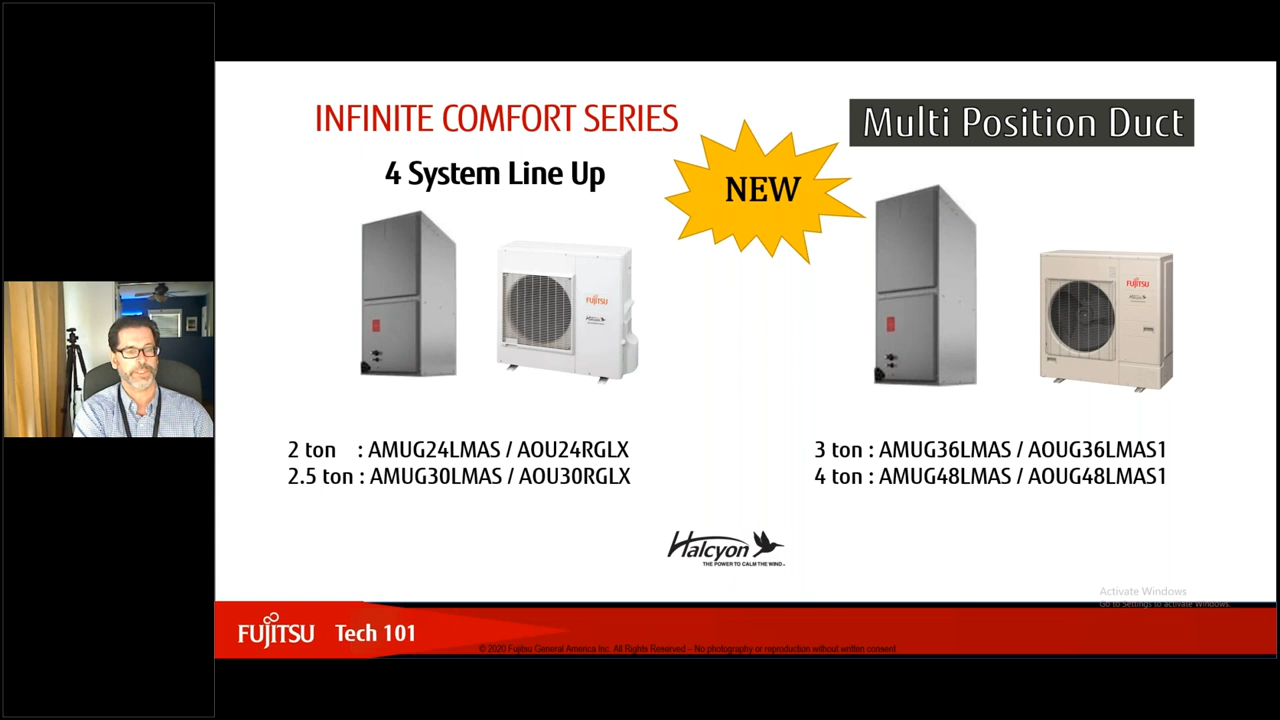 INFINITE COMFORT SERIES
Multi Position Duct
4 System Line Up
NEW
FUJITSU
Halcyon
FUJITSU
2 ton : AMUG24LMAS / AOU24RGLX
2.5 ton : AMUG30LMAS / AOU30RGLX
3 ton : AMUG36LMAS / AOUG36LMAS1
4 ton : AMUG48LMAS / AOUG48LMAS1
Halcyon
THE POWER TO CALM THE WIND
Activate Windows
Go to Settings to activate Windows.
FUJITSU Tech 101
© 2020 Fujitsu General America Inc. All Rights Reserved – No photography or reproduction without written consent